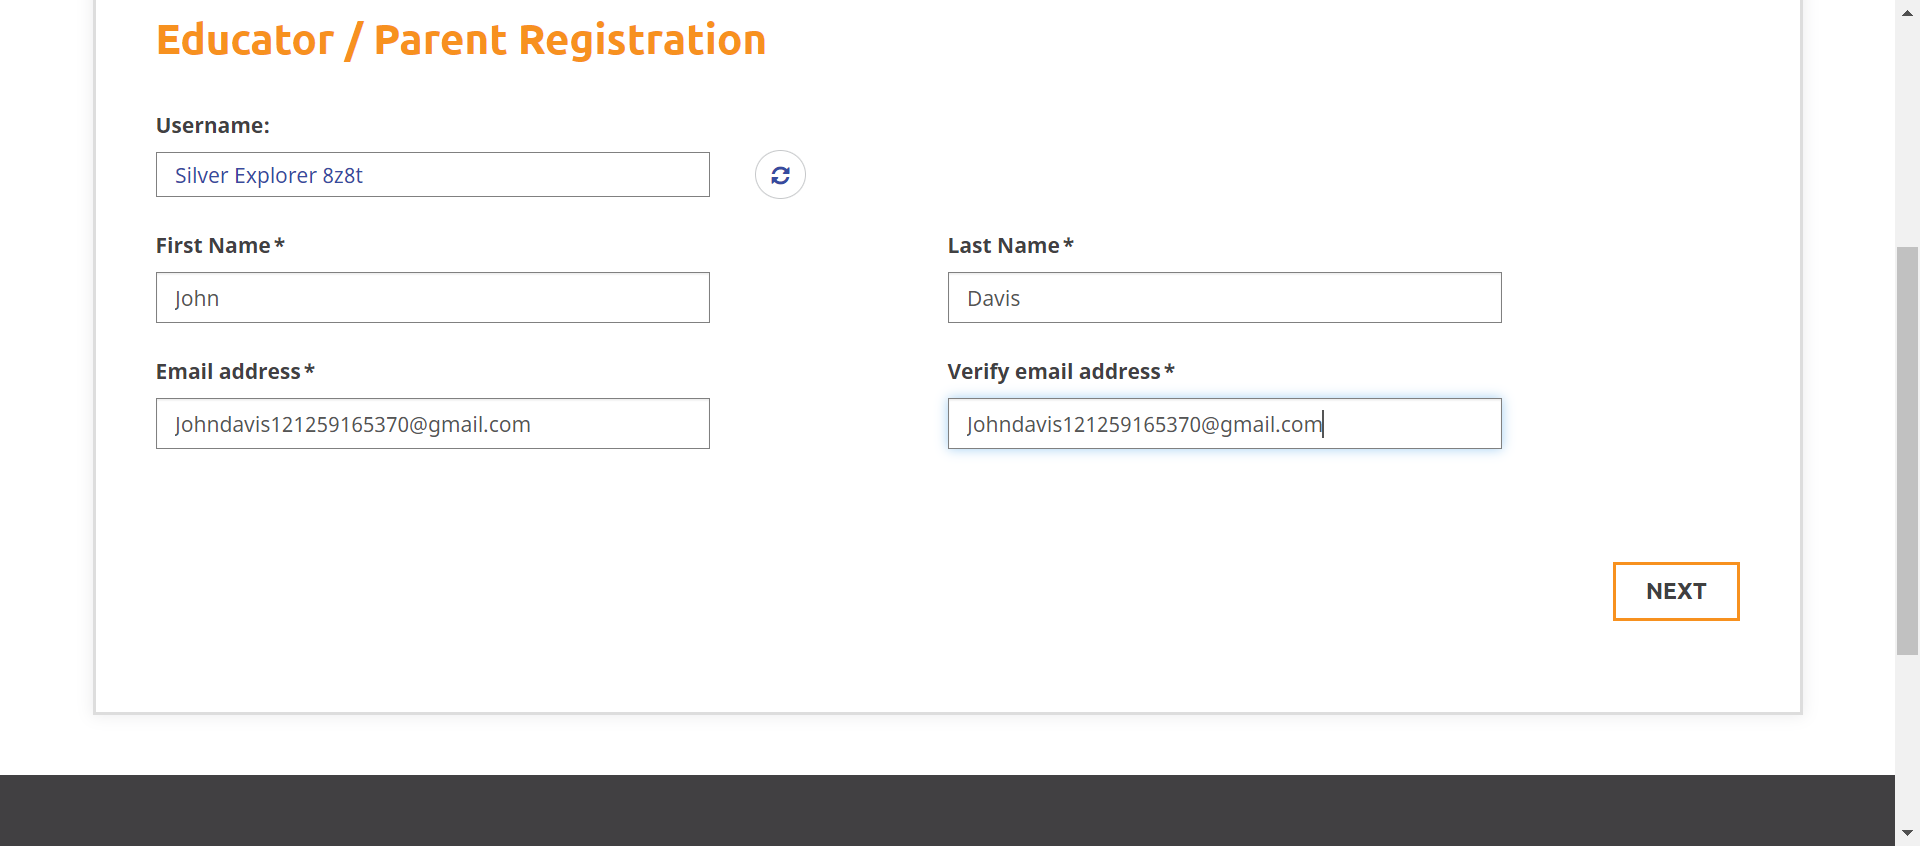 Educator / Parent Registration
Username:
Silver Explorer 8z8t
First Name* Last Name*
John Davis
Email address* Verify email address*
Johndavis121259165370@gmail.com Johndavis121259165370@gmail.com
NEXT